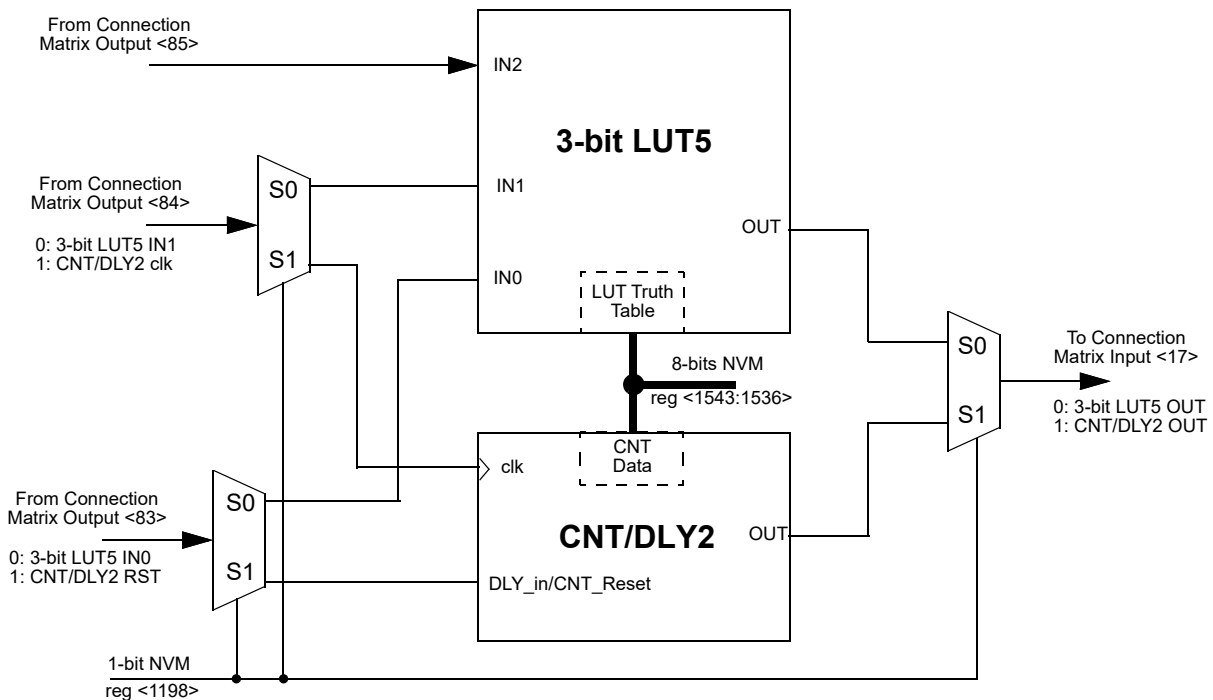 From Connection
Matrix Output <85>
IN2
3-bit LUT5
From Connection
Matrix Output <84>
0: 3-bit LUT5 IN1
1: CNT/DLY2 clk
S0
S1
IN1
IN0
OUT
LUT Truth
Table
8-bits NVM
reg <1543:1536>
S0
S1
To Connection
Matrix Input <17>
0: 3-bit LUT5 OUT
1: CNT/DLY2 OUT
From Connection
Matrix Output <83>
0: 3-bit LUT5 IN0
1: CNT/DLY2 RST
S0
S1
clk
CNT
Data
CNT/DLY2
OUT
DLY_in/CNT_Reset
1-bit NVM
reg <1198>